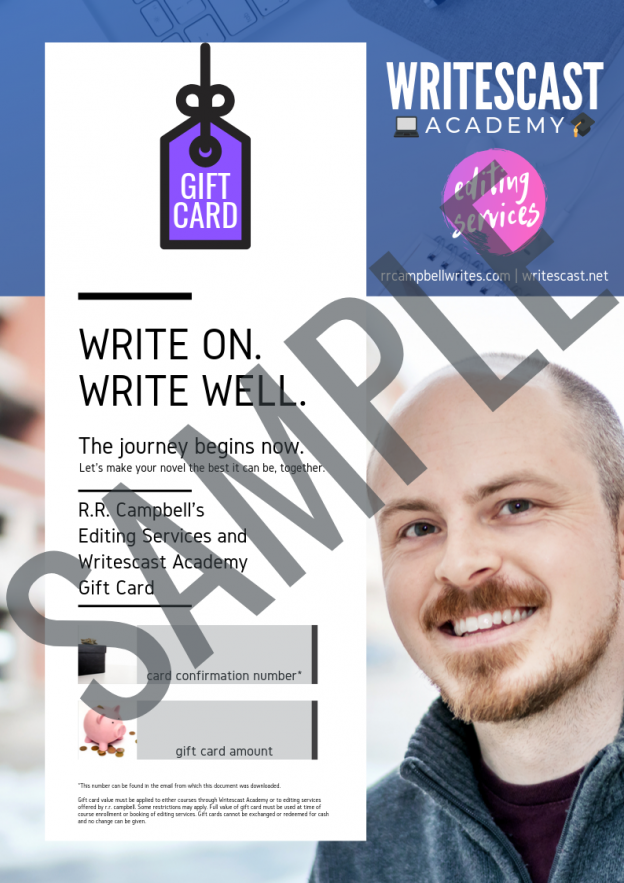 GIFT
CARD
WRITESCAST
ACADEMY
editing
services
rrcampbellwrites.com | writescast.net
WRITE ON.
WRITE WELL.
The journey begins now.
Let's make your novel the best it can be, together.
R.R. Campbell's
Editing Services and
Writescast Academy
Gift Card
card confirmation number*
gift card amount
*This number can be found in the email from which this document was downloaded.
Gift card value must be applied to either courses through Writescast Academy or to editing services
offered by r.r. campbell. Some restrictions may apply. Full value of gift card must be used at time of
course enrollment or booking of editing services. Gift cards cannot be exchanged or redeemed for cash
and no change can be given.
SAMPLE